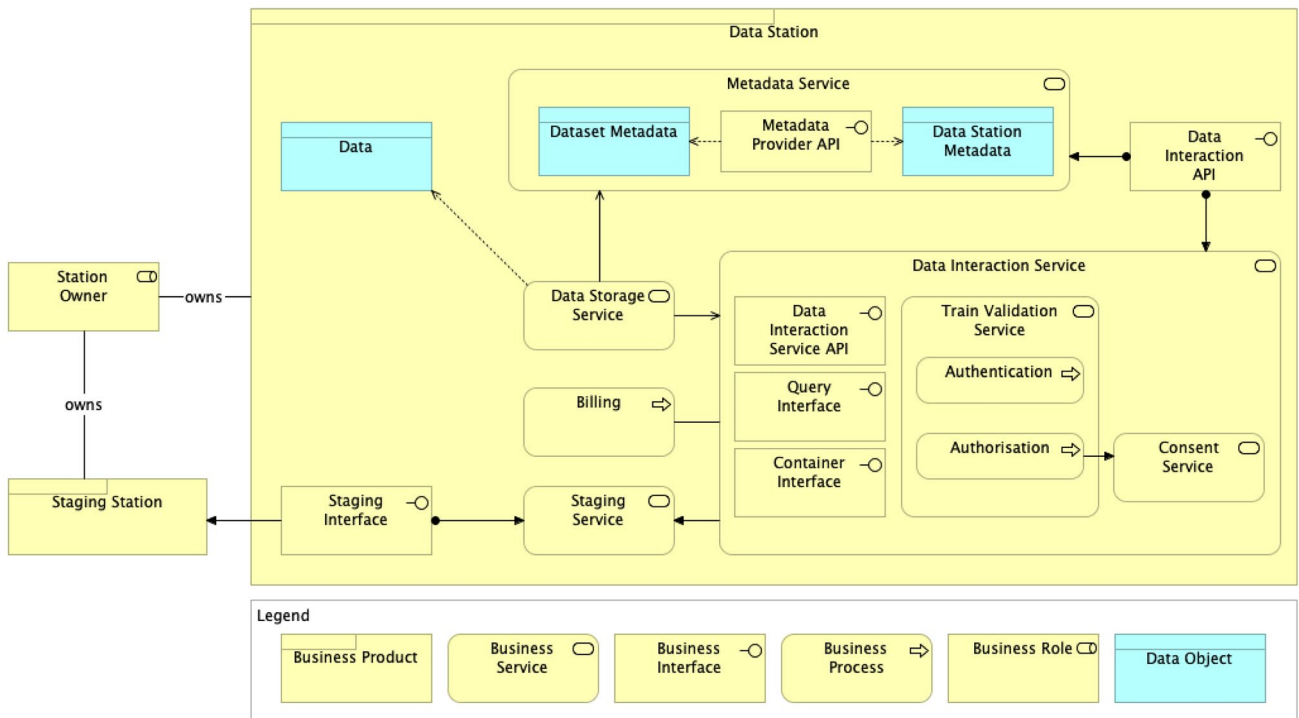 Data Station
Metadata Service
Dataset Metadata
Metadata
Provider API
Data Station
Metadata
Data
Data
Interaction
API
Station
Owner
owns
Data Storage
Service
Data Interaction Service
Data
Interaction
Service API
Train Validation
Service
Authentication
owns
Billing
Query
Interface
Authorisation
Consent
Service
Container
Interface
Staging Station
Staging
Interface
Staging
Service
Legend
Business Product
Business
Service
Business
Interface
Business
Process
Business Role
Data Object